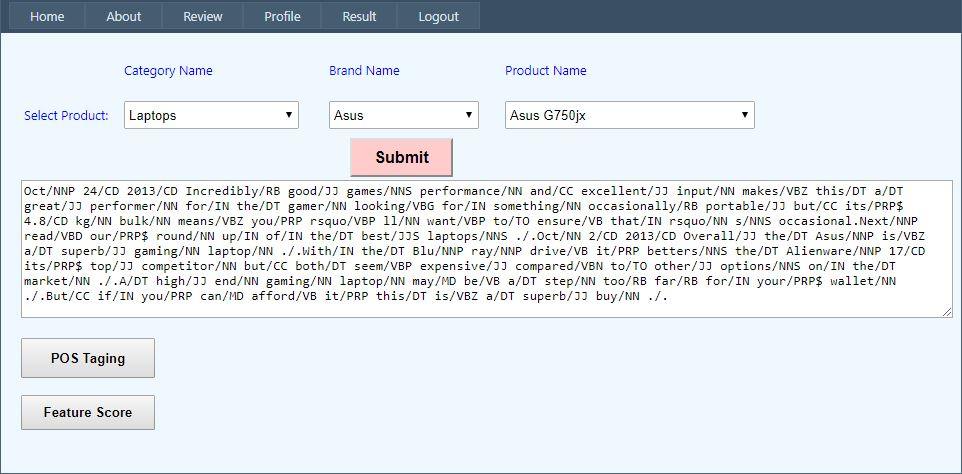 Home About Review Profile Result Logout
Category Name Brand Name Product Name
Select Product: Laptops Asus Asus G750jx
Submit
Oct/NNP 24/CD 2013/CD Incredibly/RB good/JJ games/NNS performance/NN and/CC excellent/JJ input/NN makes/VBZ this/DT a/DT
great/JJ performer/NN for/IN the/DT gamer/NN looking/VBG for/IN something/NN occasionally/RB portable/JJ but/CC its/PRP$
4.8/CD kg/NN bulk/NN means/VBZ you/PRP rsquo/VBP ll/NN want/VBP to/TO ensure/VB that/IN rsquo/NN s/NNS occasional.Next/NNP
read/VBD our/PRP$ round/NN up/IN of/IN the/DT best/JJS laptops/NNS ./.Oct/NN 2/CD 2013/CD Overall/JJ the/DT Asus/NNP is/VBZ
a/DT superb/JJ gaming/NN laptop/NN ./.With/IN the/DT Blu/NNP ray/NNP drive/VB it/PRP betters/NNS the/DT Alienware/NNP 17/CD
its/PRP$ top/JJ competitor/NN but/CC both/DT seem/VBP expensive/JJ compared/VBN to/TO other/JJ options/NNS on/IN the/DT
market/NN ./.A/DT high/JJ end/NN gaming/NN laptop/NN may/MD be/VB a/DT step/NN too/RB far/RB for/IN your/PRP$ wallet/NN
./.But/CC if/IN you/PRP can/MD afford/VB it/PRP this/DT is/VBZ a/DT superb/JJ buy/NN ./.
POS Taging
Feature Score